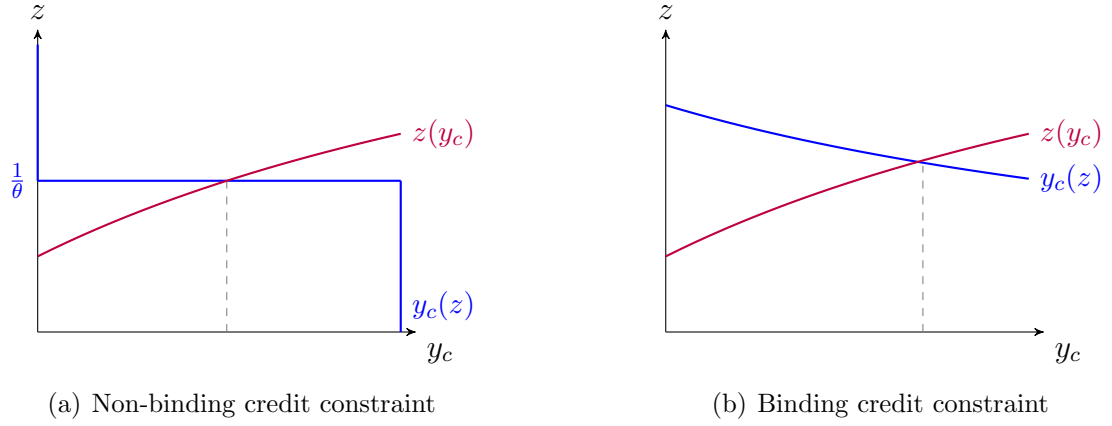 z
z(y_c)
1/θ
y_c(z)
y_c
(a) Non-binding credit constraint
z
z(y_c)
y_c(z)
y_c
(b) Binding credit constraint